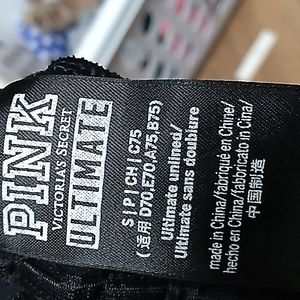 PINK
VICTORIA'S SECRET
ULTIMATE
S|P|CH|C75
(适用 D70,E70,A75,B75)
Ultimate unlined/
Ultimate sans doublure
made in China/fabriqué en Chine/
hecho en China/fabbricato in Cina/
中国制造